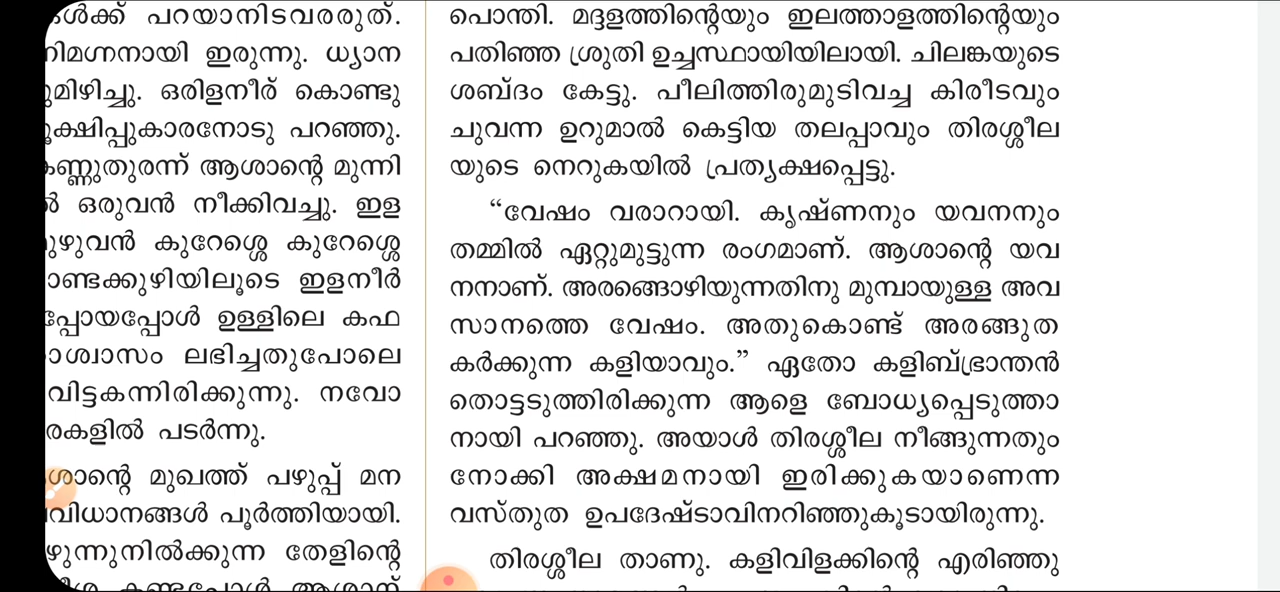 ൾക്ക് പറയാനിടവരരുത്.
നിമഗ്നനായി ഇരുന്നു. ധ്യാന
മിഴിച്ചു. ഒരിളനീര് കൊണ്ടു
സൂക്ഷിപ്പുകാരനോടു പറഞ്ഞു.
കണ്ണുതുരന്ന് ആശാന്റെ മുന്നി
ൽ ഒരുവൻ നീക്കിവച്ചു. ഇള
മുഴുവൻ കുറേശ്ശെ കുറേശ്ശെ
ണ്ടക്കുഴിയിലൂടെ ഇളനീർ
പ്പോയപ്പോൾ ഉള്ളിലെ കഫ
ശ്വാസം ലഭിച്ചതുപോലെ
വിട്ടകന്നിരിക്കുന്നു. നവോ
രകളിൽ പടർന്നു.
ശാന്റെ മുഖത്ത് പഴുപ്പ് മന
വിധാനങ്ങൾ പൂർത്തിയായി.
ഴുന്നുനിൽക്കുന്ന തേളിന്റെ
കണ്ടപ്പോൾ ആശാന്
പൊന്തി. മദ്ദളത്തിന്റെയും ഇലത്താളത്തിന്റെയും
പതിഞ്ഞ ശ്രുതി ഉച്ചസ്ഥായിയിലായി. ചിലങ്കയുടെ
ശബ്ദം കേട്ടു. പീലിത്തിരുമുടിവച്ച കിരീടവും
ചുവന്ന ഉറുമാൽ കെട്ടിയ തലപ്പാവും തിരശ്ശീല
യുടെ നെറുകയിൽ പ്രത്യക്ഷപ്പെട്ടു.
“വേഷം വരാറായി. കൃഷ്ണനും യവനനും
തമ്മിൽ ഏറ്റുമുട്ടുന്ന രംഗമാണ്. ആശാന്റെ യവ
നനാണ്. അരങ്ങൊഴിയുന്നതിനു മുമ്പായുള്ള അവ
സാനത്തെ വേഷം. അതുകൊണ്ട് അരങ്ങുത
കർക്കുന്ന കളിയാവും.” ഏതോ കളിബ്ഭ്രാന്തൻ
തൊട്ടടുത്തിരിക്കുന്ന ആളെ ബോധ്യപ്പെടുത്താ
നായി പറഞ്ഞു. അയാൾ തിരശ്ശീല നീങ്ങുന്നതും
നോക്കി അക്ഷമനായി ഇരിക്കുകയാണെന്ന
വസ്തുത ഉപദേഷ്ടാവിനറിഞ്ഞുകൂടായിരുന്നു.
തിരശ്ശീല താണു. കളിവിളക്കിന്റെ എരിഞ്ഞു